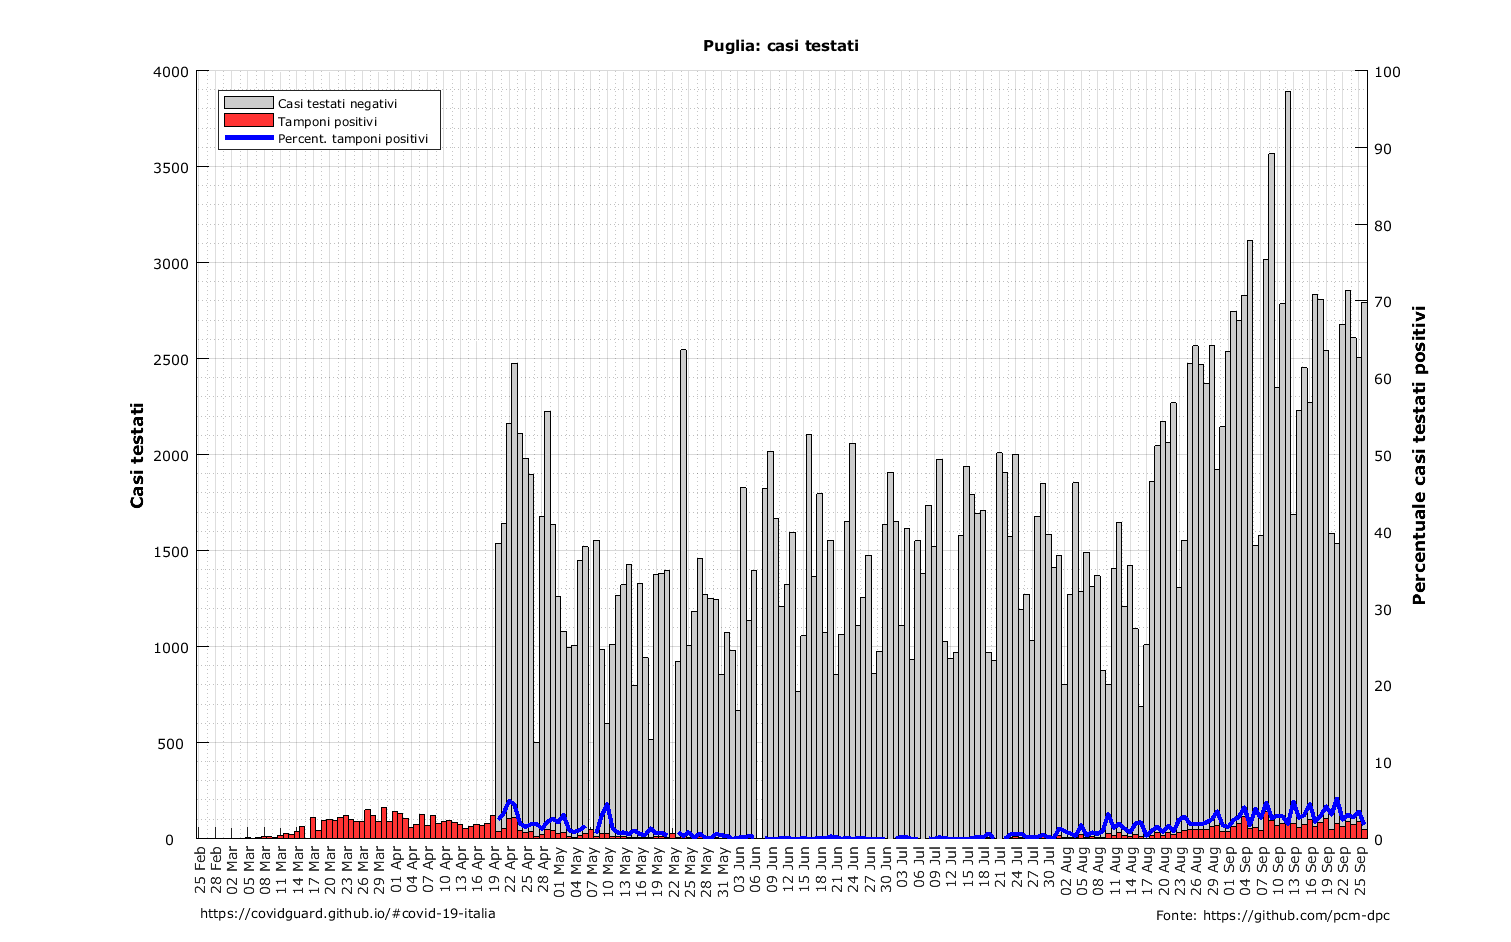 Puglia: casi testati
Casi testati negativi
Tamponi positivi
Percent. tamponi positivi
Casi testati
4000
3500
3000
2500
2000
1500
1000
500
0
100
90
80
70
60
50
40
30
20
10
0
Percentuale casi testati positivi
25 Feb
28 Feb
02 Mar
05 Mar
08 Mar
11 Mar
14 Mar
17 Mar
20 Mar
23 Mar
26 Mar
29 Mar
01 Apr
04 Apr
07 Apr
10 Apr
13 Apr
16 Apr
19 Apr
22 Apr
25 Apr
28 Apr
01 May
04 May
07 May
10 May
13 May
16 May
19 May
22 May
25 May
28 May
31 May
03 Jun
06 Jun
09 Jun
12 Jun
15 Jun
18 Jun
21 Jun
24 Jun
27 Jun
30 Jun
03 Jul
06 Jul
09 Jul
12 Jul
15 Jul
18 Jul
21 Jul
24 Jul
27 Jul
30 Jul
02 Aug
05 Aug
08 Aug
11 Aug
14 Aug
17 Aug
20 Aug
23 Aug
26 Aug
29 Aug
01 Sep
04 Sep
07 Sep
10 Sep
13 Sep
16 Sep
19 Sep
22 Sep
25 Sep
https://covidguard.github.io/#covid-19-italia
Fonte: https://github.com/pcm-dpc